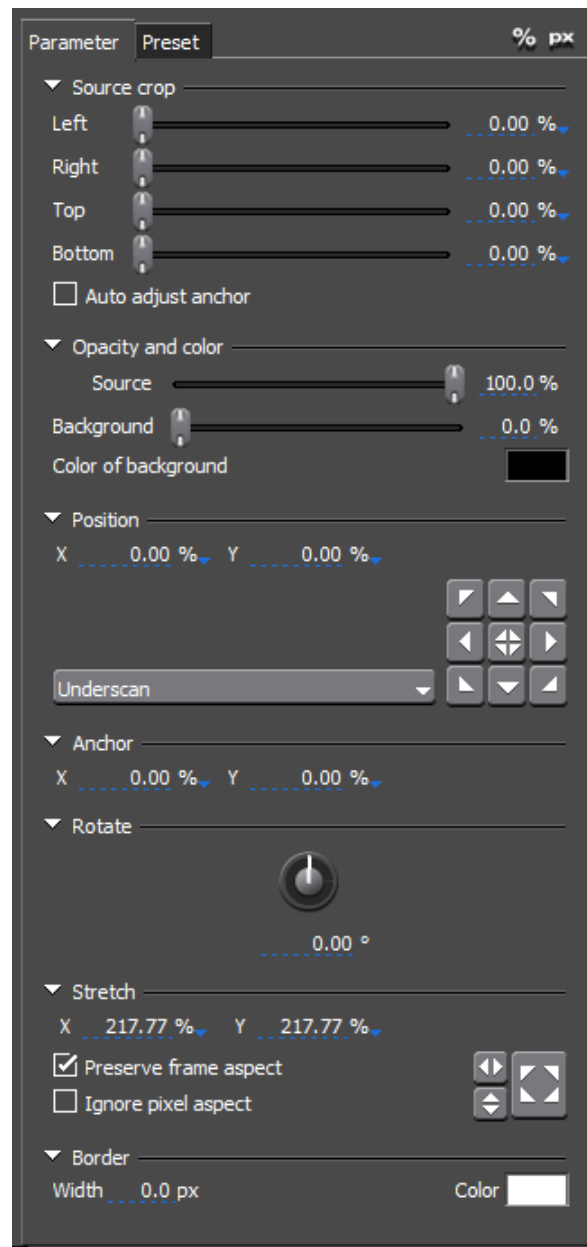 Parameter Preset % px
Source crop
Left 0.00 %
Right 0.00 %
Top 0.00 %
Bottom 0.00 %
Auto adjust anchor
Opacity and color
Source 100.0 %
Background 0.0 %
Color of background
Position
X 0.00 % Y 0.00 %
Underscan
Anchor
X 0.00 % Y 0.00 %
Rotate
0.00 °
Stretch
X 217.77 % Y 217.77 %
Preserve frame aspect
Ignore pixel aspect
Border
Width 0.0 px Color